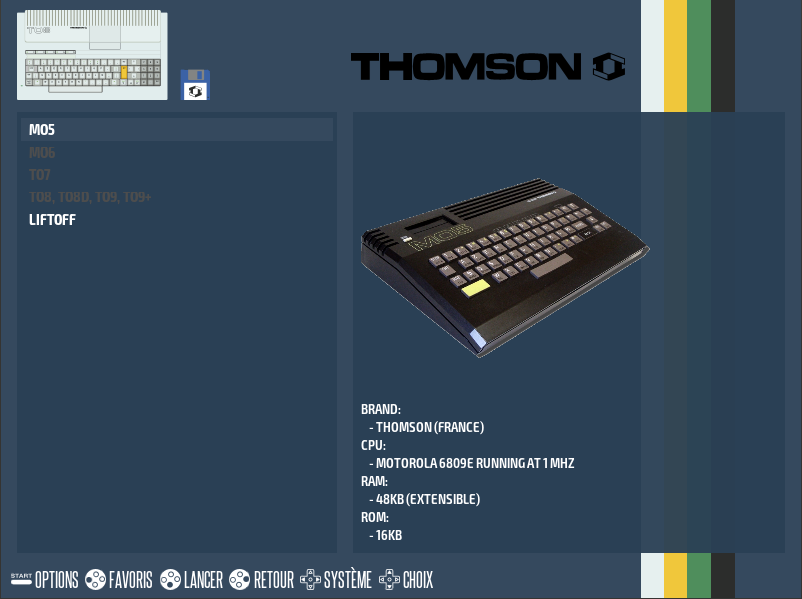 THOMSON
MO5
MO6
TO7
TO8, TO8D, TO9, TO9+
LIFTOFF
MO5
BRAND:
- THOMSON (FRANCE)
CPU:
- MOTOROLA 6809E RUNNING AT 1 MHZ
RAM:
- 48KB (EXTENSIBLE)
ROM:
- 16KB
START OPTIONS FAVORIS LANCER RETOUR SYSTÈME CHOIX